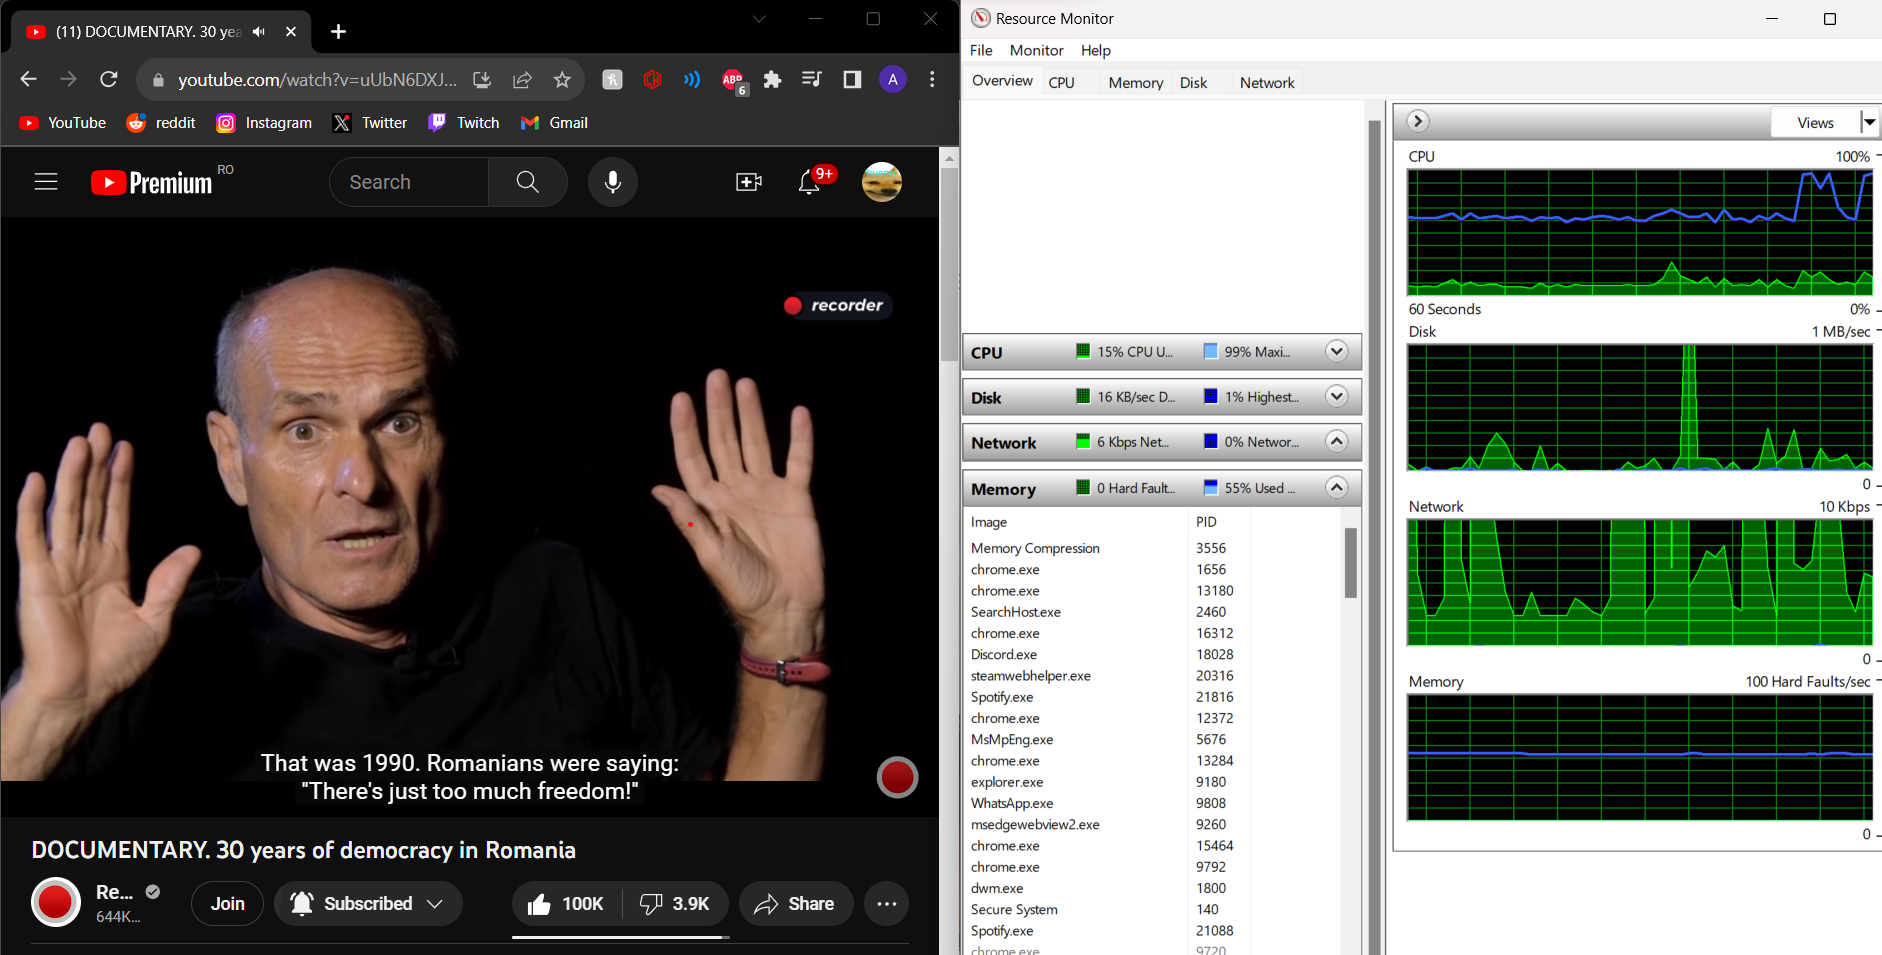 (11) DOCUMENTARY. 30 yea
youtube.com/watch?v=uUbN6DXJ...
ABP
6
A
YouTube
reddit
Instagram
Twitter
Twitch
Gmail
Premium
RO
Search
9+
recorder
That was 1990. Romanians were saying:
"There's just too much freedom!"
DOCUMENTARY. 30 years of democracy in Romania
Re...
644K...
Join
Subscribed
100K
3.9K
Share
Resource Monitor
File Monitor Help
Overview CPU Memory Disk Network
CPU 15% CPU U... 99% Maxi...
Disk 16 KB/sec D... 1% Highest...
Network 6 Kbps Net... 0% Networ...
Memory 0 Hard Fault... 55% Used ...
Image PID
Memory Compression 3556
chrome.exe 1656
chrome.exe 13180
SearchHost.exe 2460
chrome.exe 16312
Discord.exe 18028
steamwebhelper.exe 20316
Spotify.exe 21816
chrome.exe 12372
MsMpEng.exe 5676
chrome.exe 13284
explorer.exe 9180
WhatsApp.exe 9808
msedgewebview2.exe 9260
chrome.exe 15464
chrome.exe 9792
dwm.exe 1800
Secure System 140
Spotify.exe 21088
chrome.exe 9720
Views
CPU 100%
60 Seconds 0%
Disk 1 MB/sec
0
Network 10 Kbps
0
Memory 100 Hard Faults/sec
0